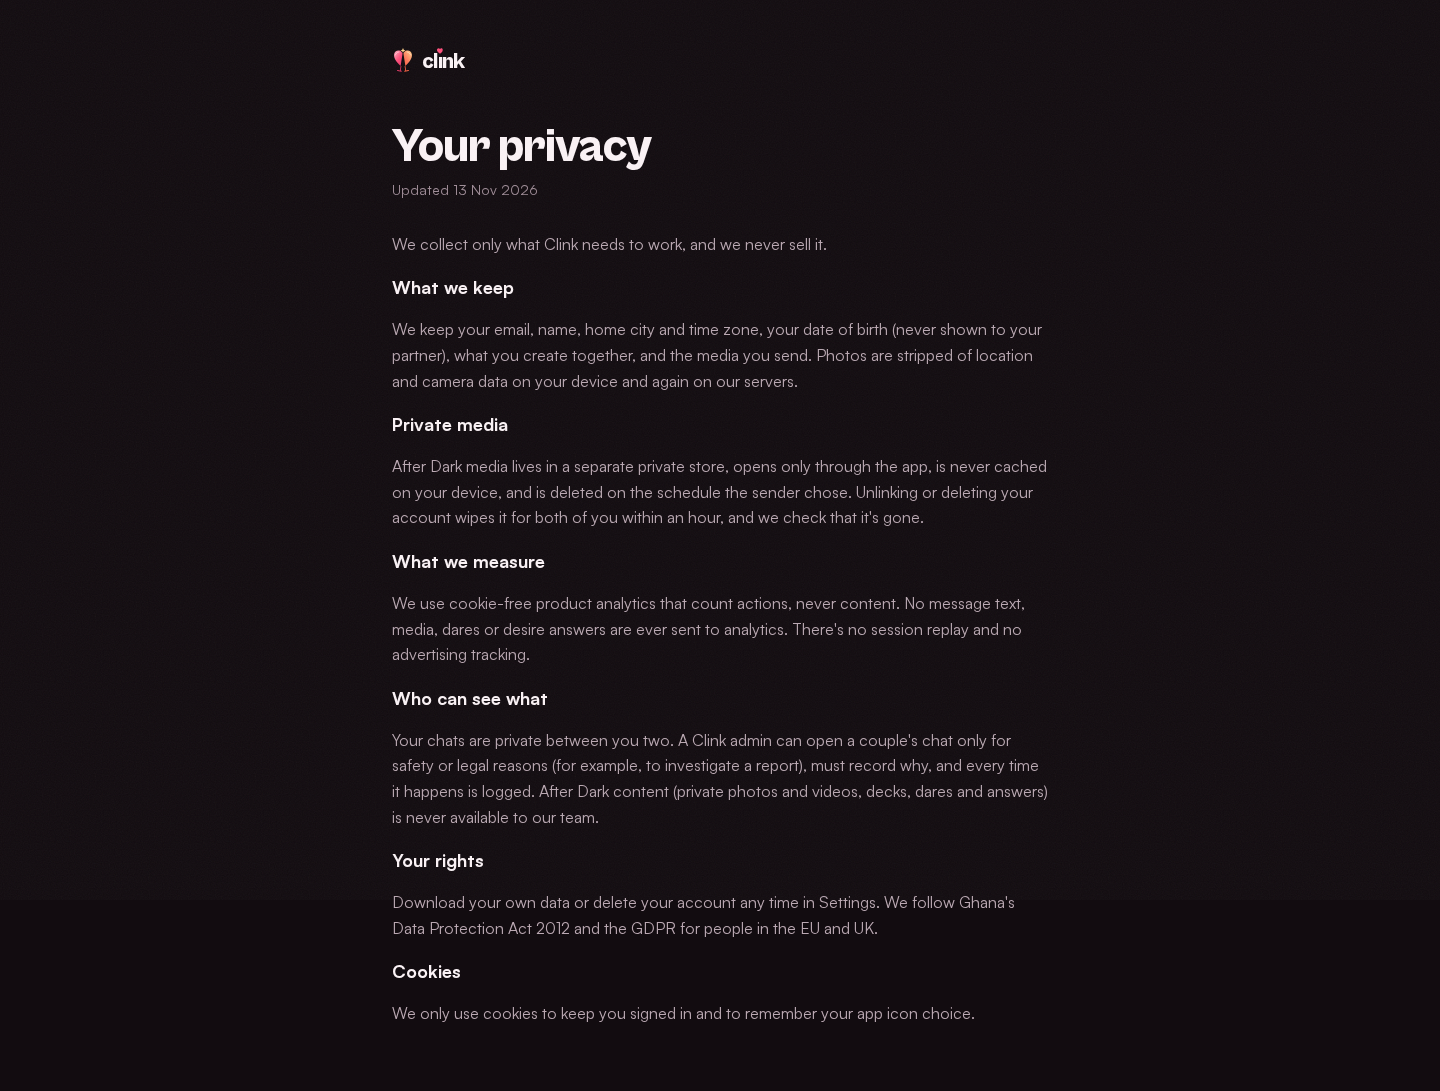 clink
Your privacy
Updated 13 Nov 2026
We collect only what Clink needs to work, and we never sell it.
What we keep
We keep your email, name, home city and time zone, your date of birth (never shown to your
partner), what you create together, and the media you send. Photos are stripped of location
and camera data on your device and again on our servers.
Private media
After Dark media lives in a separate private store, opens only through the app, is never cached
on your device, and is deleted on the schedule the sender chose. Unlinking or deleting your
account wipes it for both of you within an hour, and we check that it's gone.
What we measure
We use cookie-free product analytics that count actions, never content. No message text,
media, dares or desire answers are ever sent to analytics. There's no session replay and no
advertising tracking.
Who can see what
Your chats are private between you two. A Clink admin can open a couple's chat only for
safety or legal reasons (for example, to investigate a report), must record why, and every time
it happens is logged. After Dark content (private photos and videos, decks, dares and answers)
is never available to our team.
Your rights
Download your own data or delete your account any time in Settings. We follow Ghana's
Data Protection Act 2012 and the GDPR for people in the EU and UK.
Cookies
We only use cookies to keep you signed in and to remember your app icon choice.